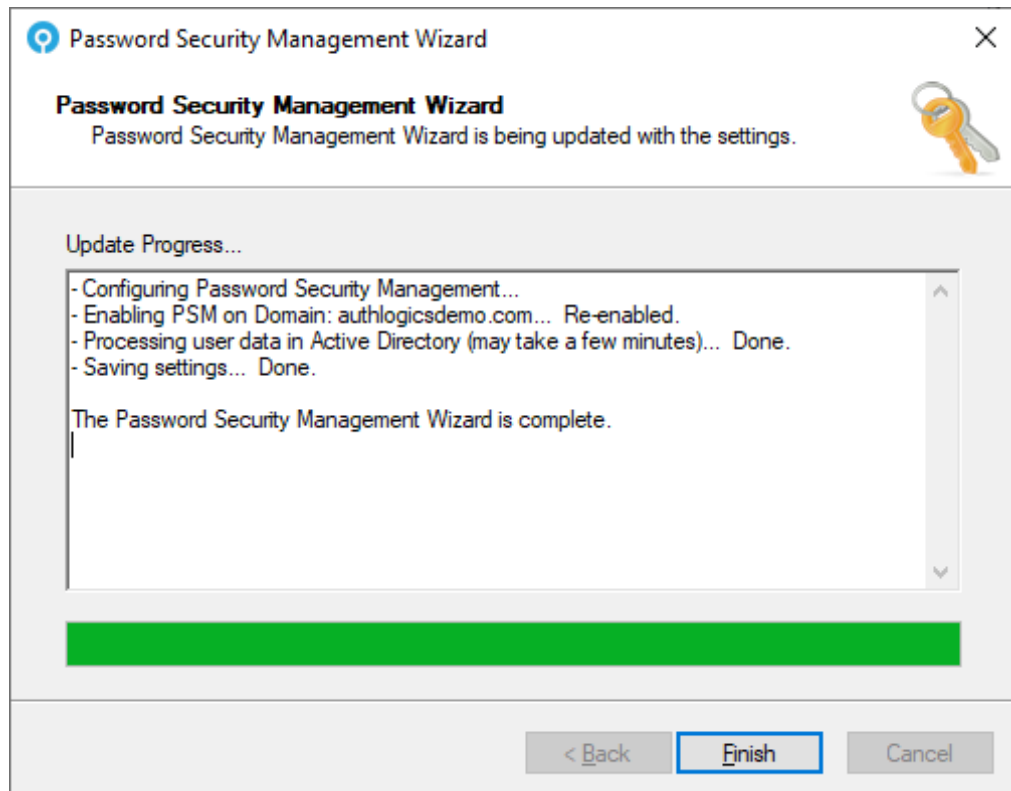 Password Security Management Wizard
Password Security Management Wizard
Password Security Management Wizard is being updated with the settings.
Update Progress...
- Configuring Password Security Management...
- Enabling PSM on Domain: authlogicsdemo.com...  Re-enabled.
- Processing user data in Active Directory (may take a few minutes)...  Done.
- Saving settings...  Done.
The Password Security Management Wizard is complete.
< Back
Finish
Cancel